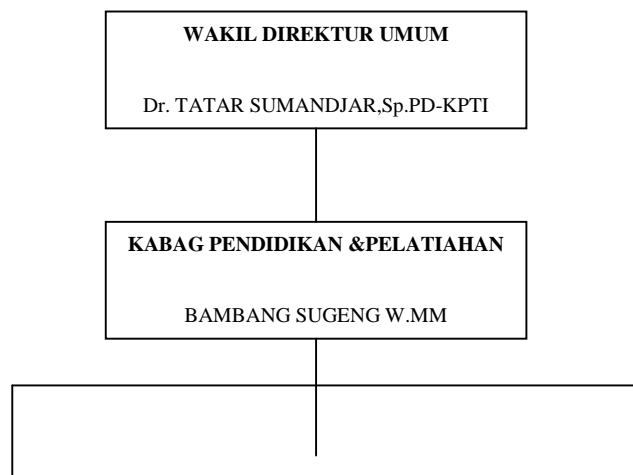 WAKIL DIREKTUR UMUM
Dr. TATAR SUMANDJAR,Sp.PD-KPTI
KABAG PENDIDIKAN &PELATIAHAN
BAMBANG SUGENG W.MM